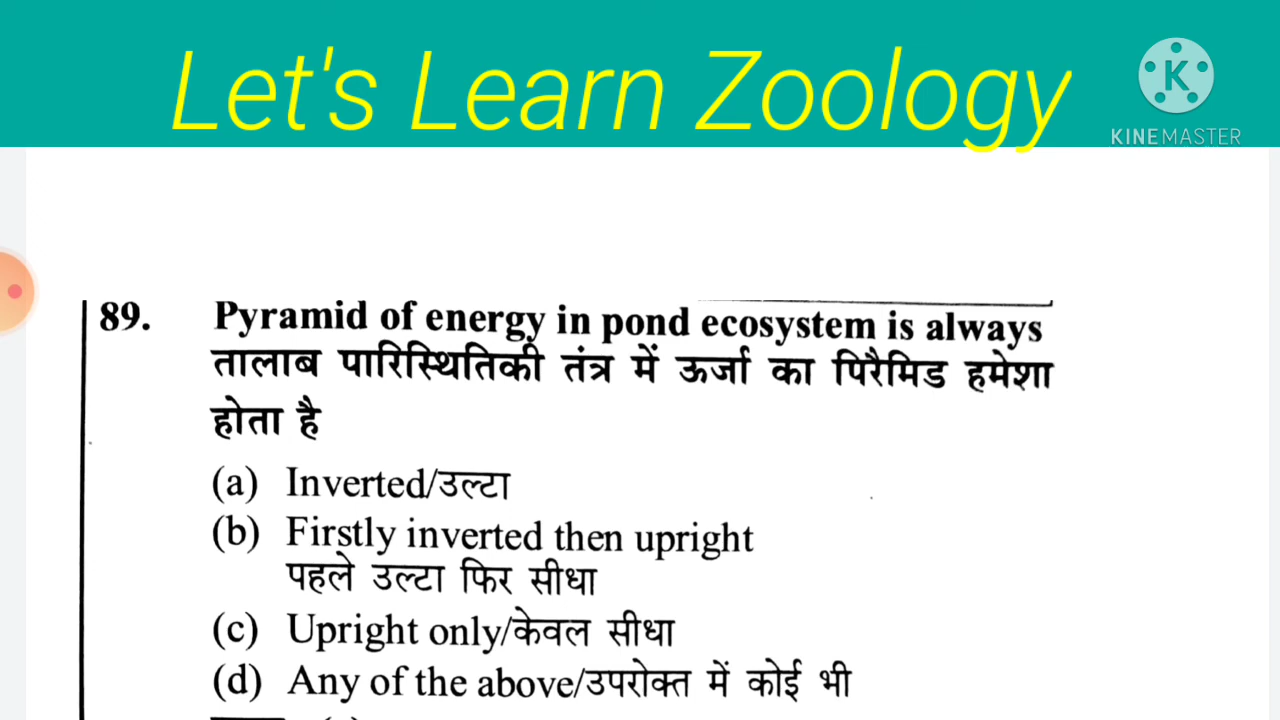 Let's Learn Zoology
K
KINEMASTER
89. Pyramid of energy in pond ecosystem is always
तालाब पारिस्थितिकी तंत्र में ऊर्जा का पिरैमिड हमेशा
होता है
(a) Inverted/उल्टा
(b) Firstly inverted then upright
पहले उल्टा फिर सीधा
(c) Upright only/केवल सीधा
(d) Any of the above/उपरोक्त में कोई भी